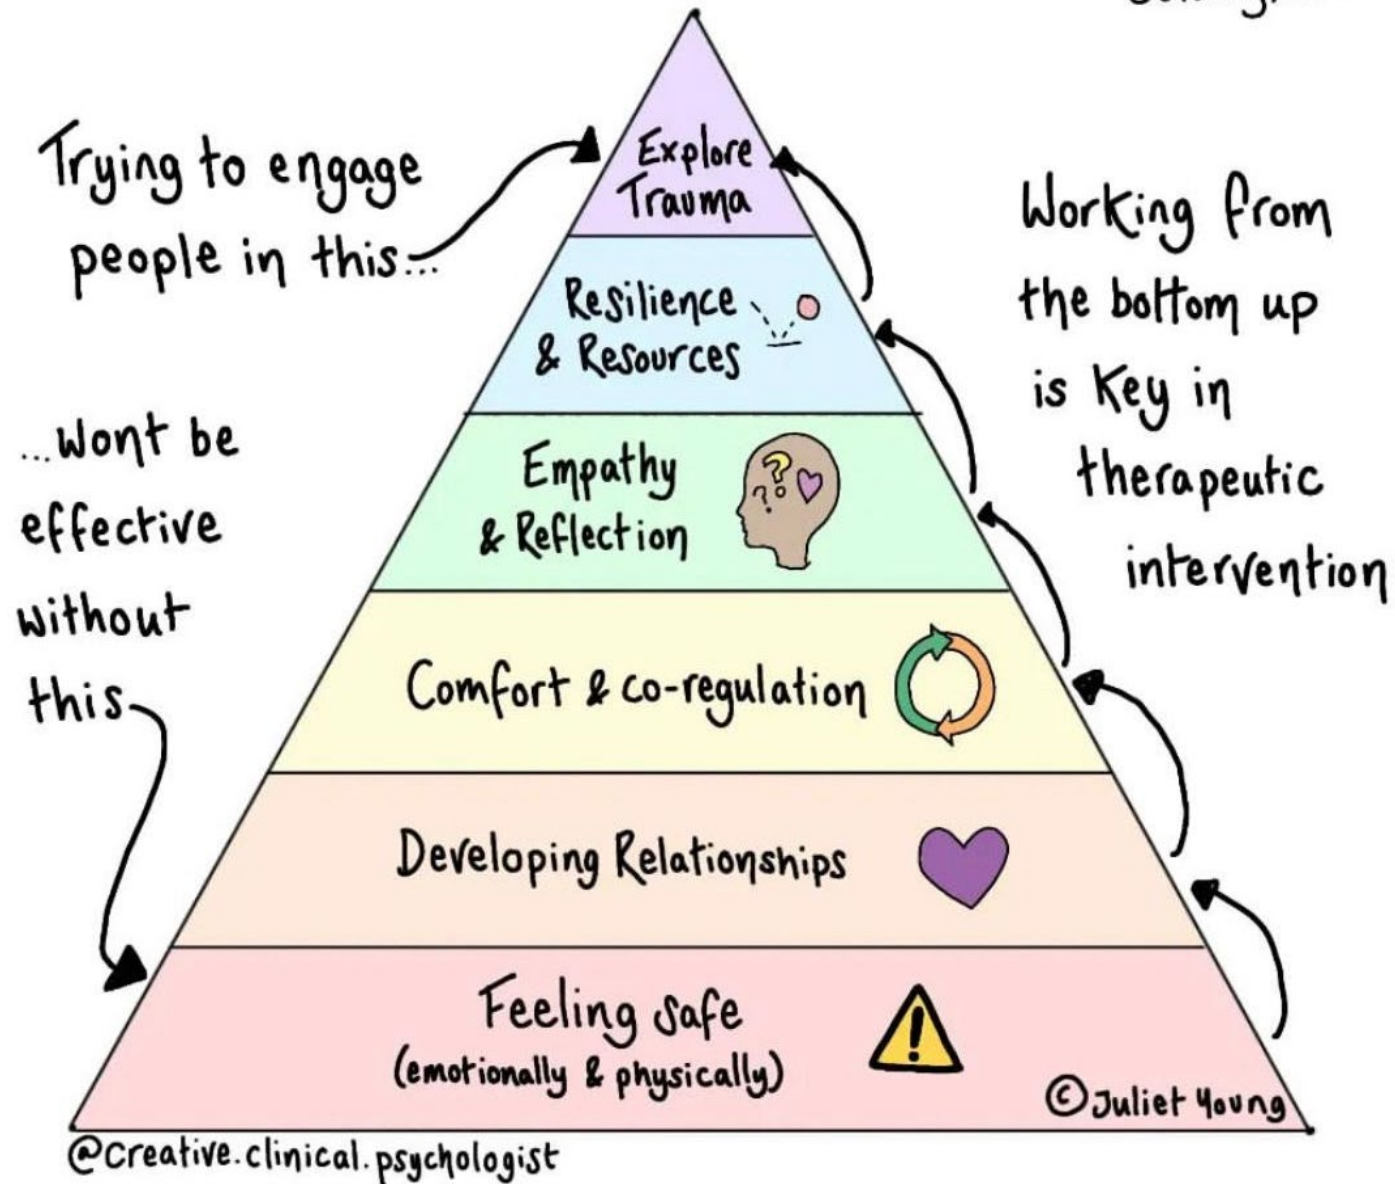 Trying to engage
people in this...
...Wont be
effective
without
this
Explore
Trauma
Resilience
& Resources
Empathy
& Reflection
Comfort & co-regulation
Developing Relationships
Feeling safe
(emotionally & physically)
Working from
the bottom up
is Key in
therapeutic
intervention
© Juliet Young
@creative.clinical.psychologist